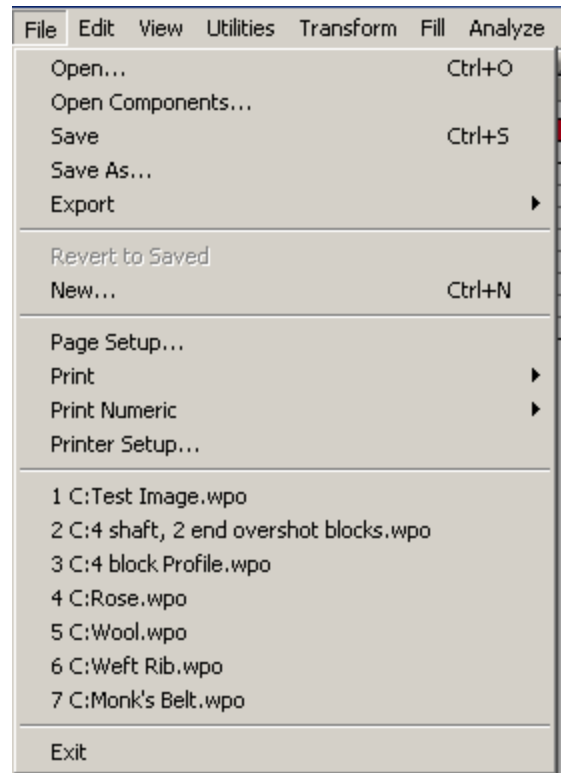 File Edit View Utilities Transform Fill Analyze
Open... Ctrl+O
Open Components...
Save Ctrl+S
Save As...
Export
Revert to Saved
New... Ctrl+N
Page Setup...
Print
Print Numeric
Printer Setup...
1 C:Test Image.wpo
2 C:4 shaft, 2 end overshot blocks.wpo
3 C:4 block Profile.wpo
4 C:Rose.wpo
5 C:Wool.wpo
6 C:Weft Rib.wpo
7 C:Monk's Belt.wpo
Exit